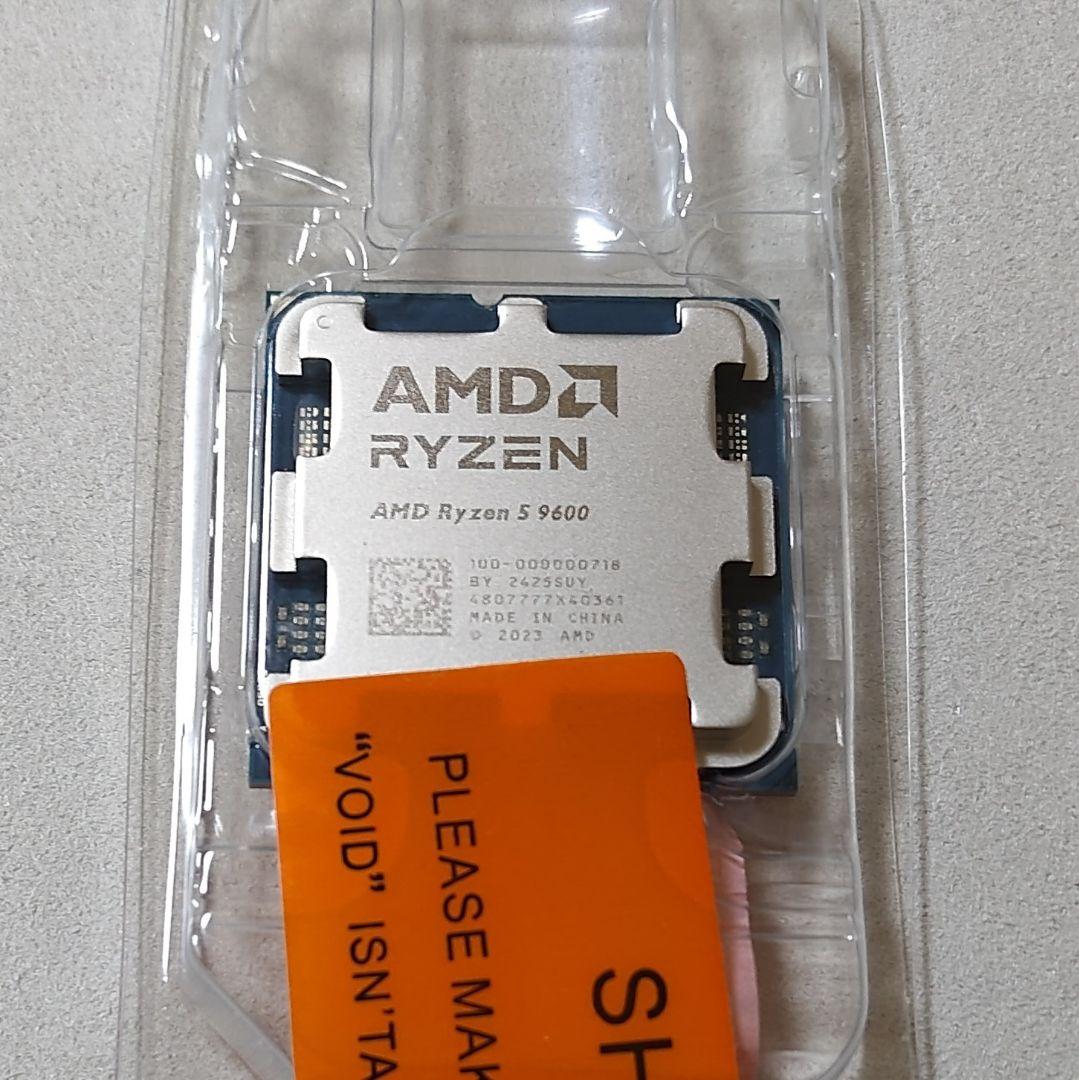 AMD
RYZEN
AMD Ryzen 5 9600
100-000000718
BY 2425SUY
4807777X40361
MADE IN CHINA
© 2023 AMD
SH
PLEASE MAK
"VOID" ISN'TA